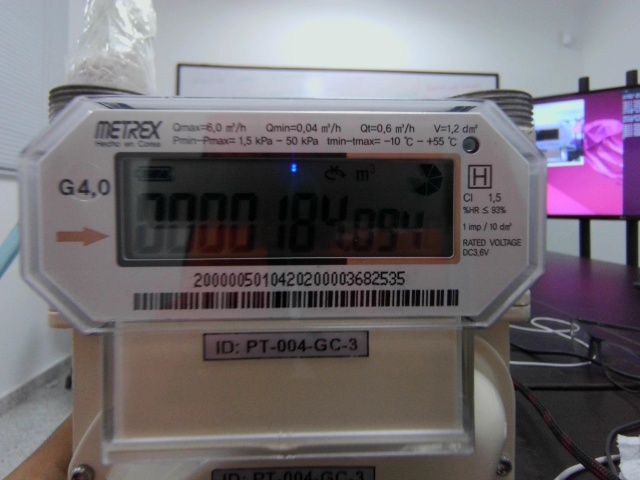 METREX
Hecho en Corea
Qmax=6,0 m³/h Qmin=0,04 m³/h Qt=0,6 m³/h V=1,2 dm³
Pmin-Pmax= 1,5 kPa - 50 kPa tmin-tmax= -10 °C - +55 °C
G4,0
m³
0000184.094
H
Cl 1,5
%HR ≤ 93%
1 imp / 10 dm³
RATED VOLTAGE
DC3,6V
20000050104202000003682535
ID: PT-004-GC-3
ID: PT-004-GC-3